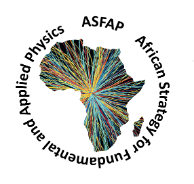 ASFAP
African Strategy for Fundamental and Applied Physics